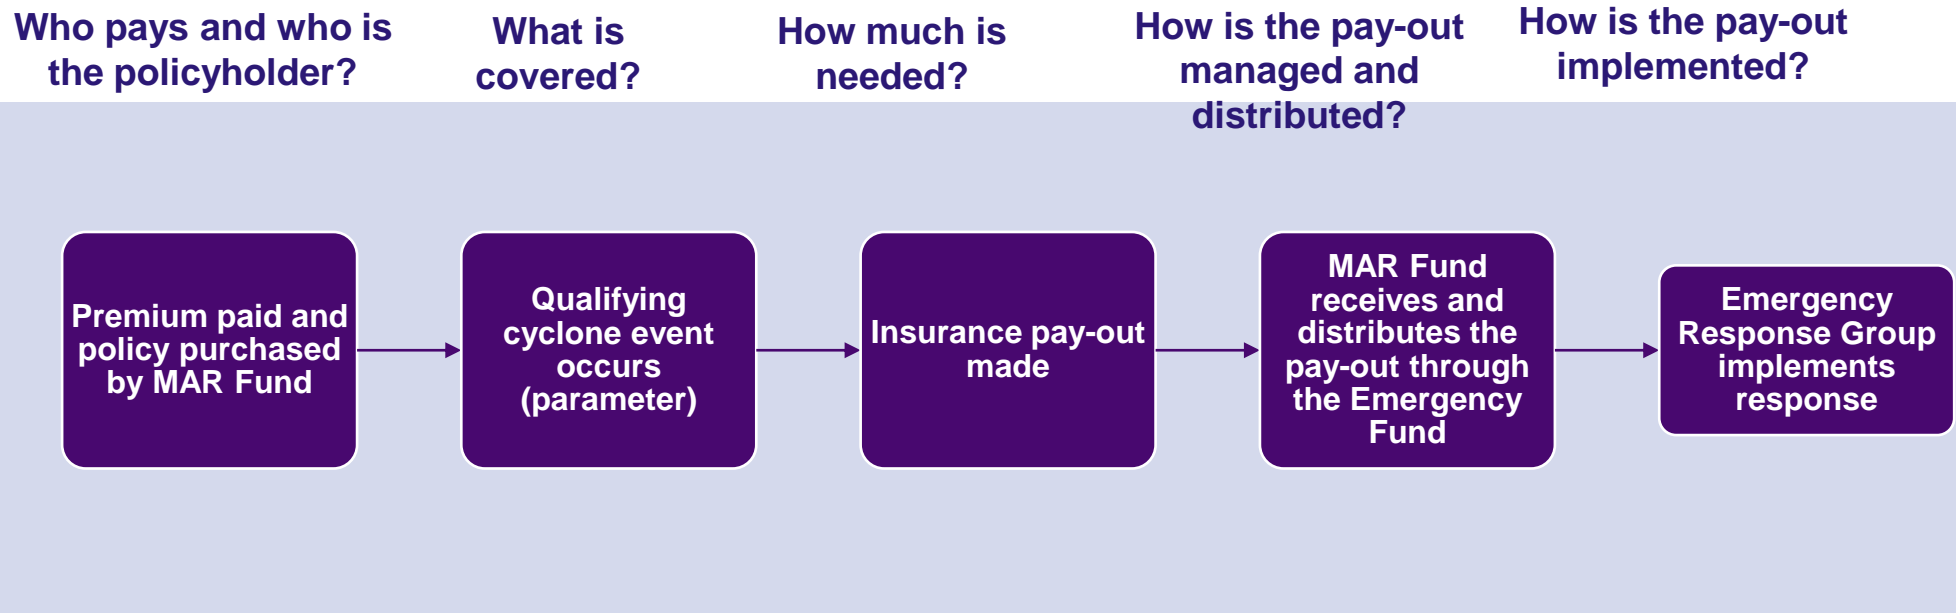 Who pays and who is
the policyholder?
What is
covered?
How much is
needed?
How is the pay-out
managed and
distributed?
How is the pay-out
implemented?
Premium paid and
policy purchased
by MAR Fund
Qualifying
cyclone event
occurs
(parameter)
Insurance pay-out
made
MAR Fund
receives and
distributes the
pay-out through
the Emergency
Fund
Emergency
Response Group
implements
response